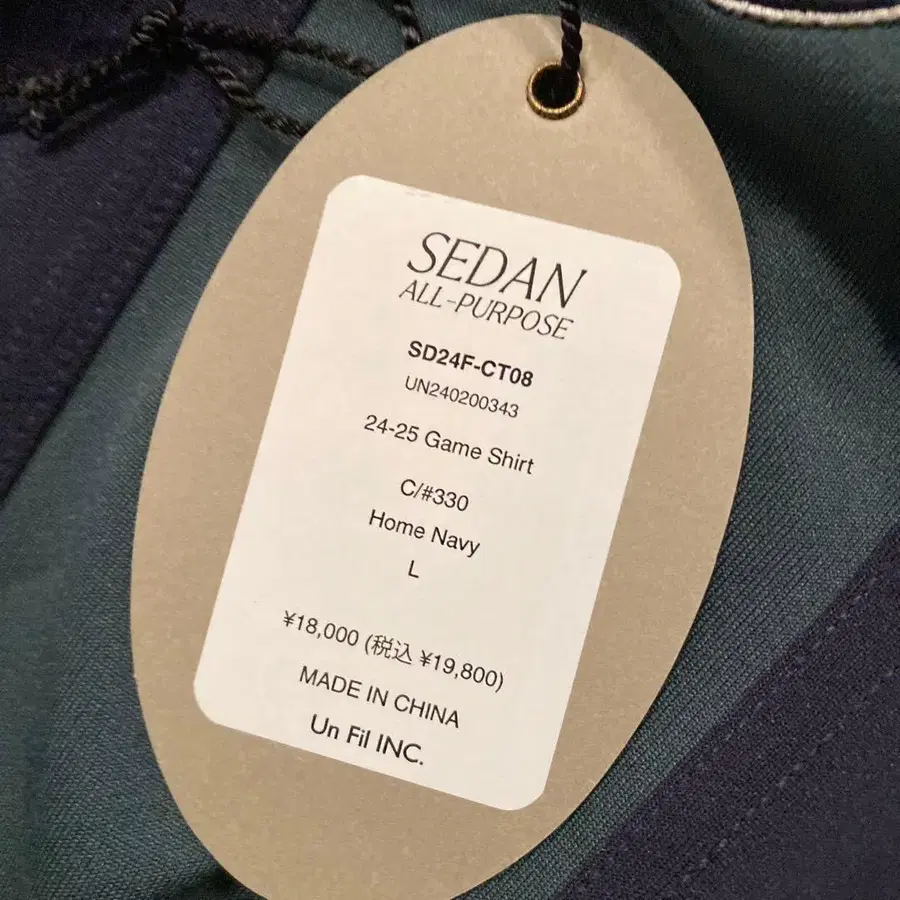 SEDAN
ALL-PURPOSE
SD24F-CT08
UN240200343
24-25 Game Shirt
C/#330
Home Navy
L
¥18,000 (税込 ¥19,800)
MADE IN CHINA
Un Fil INC.